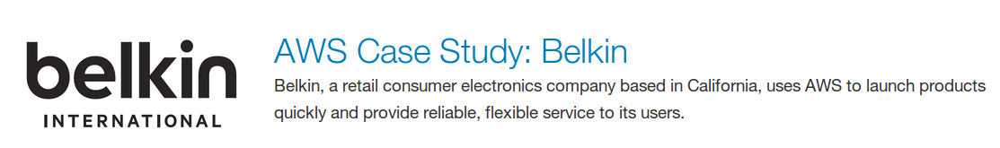 belkin
INTERNATIONAL
AWS Case Study: Belkin
Belkin, a retail consumer electronics company based in California, uses AWS to launch products
quickly and provide reliable, flexible service to its users.